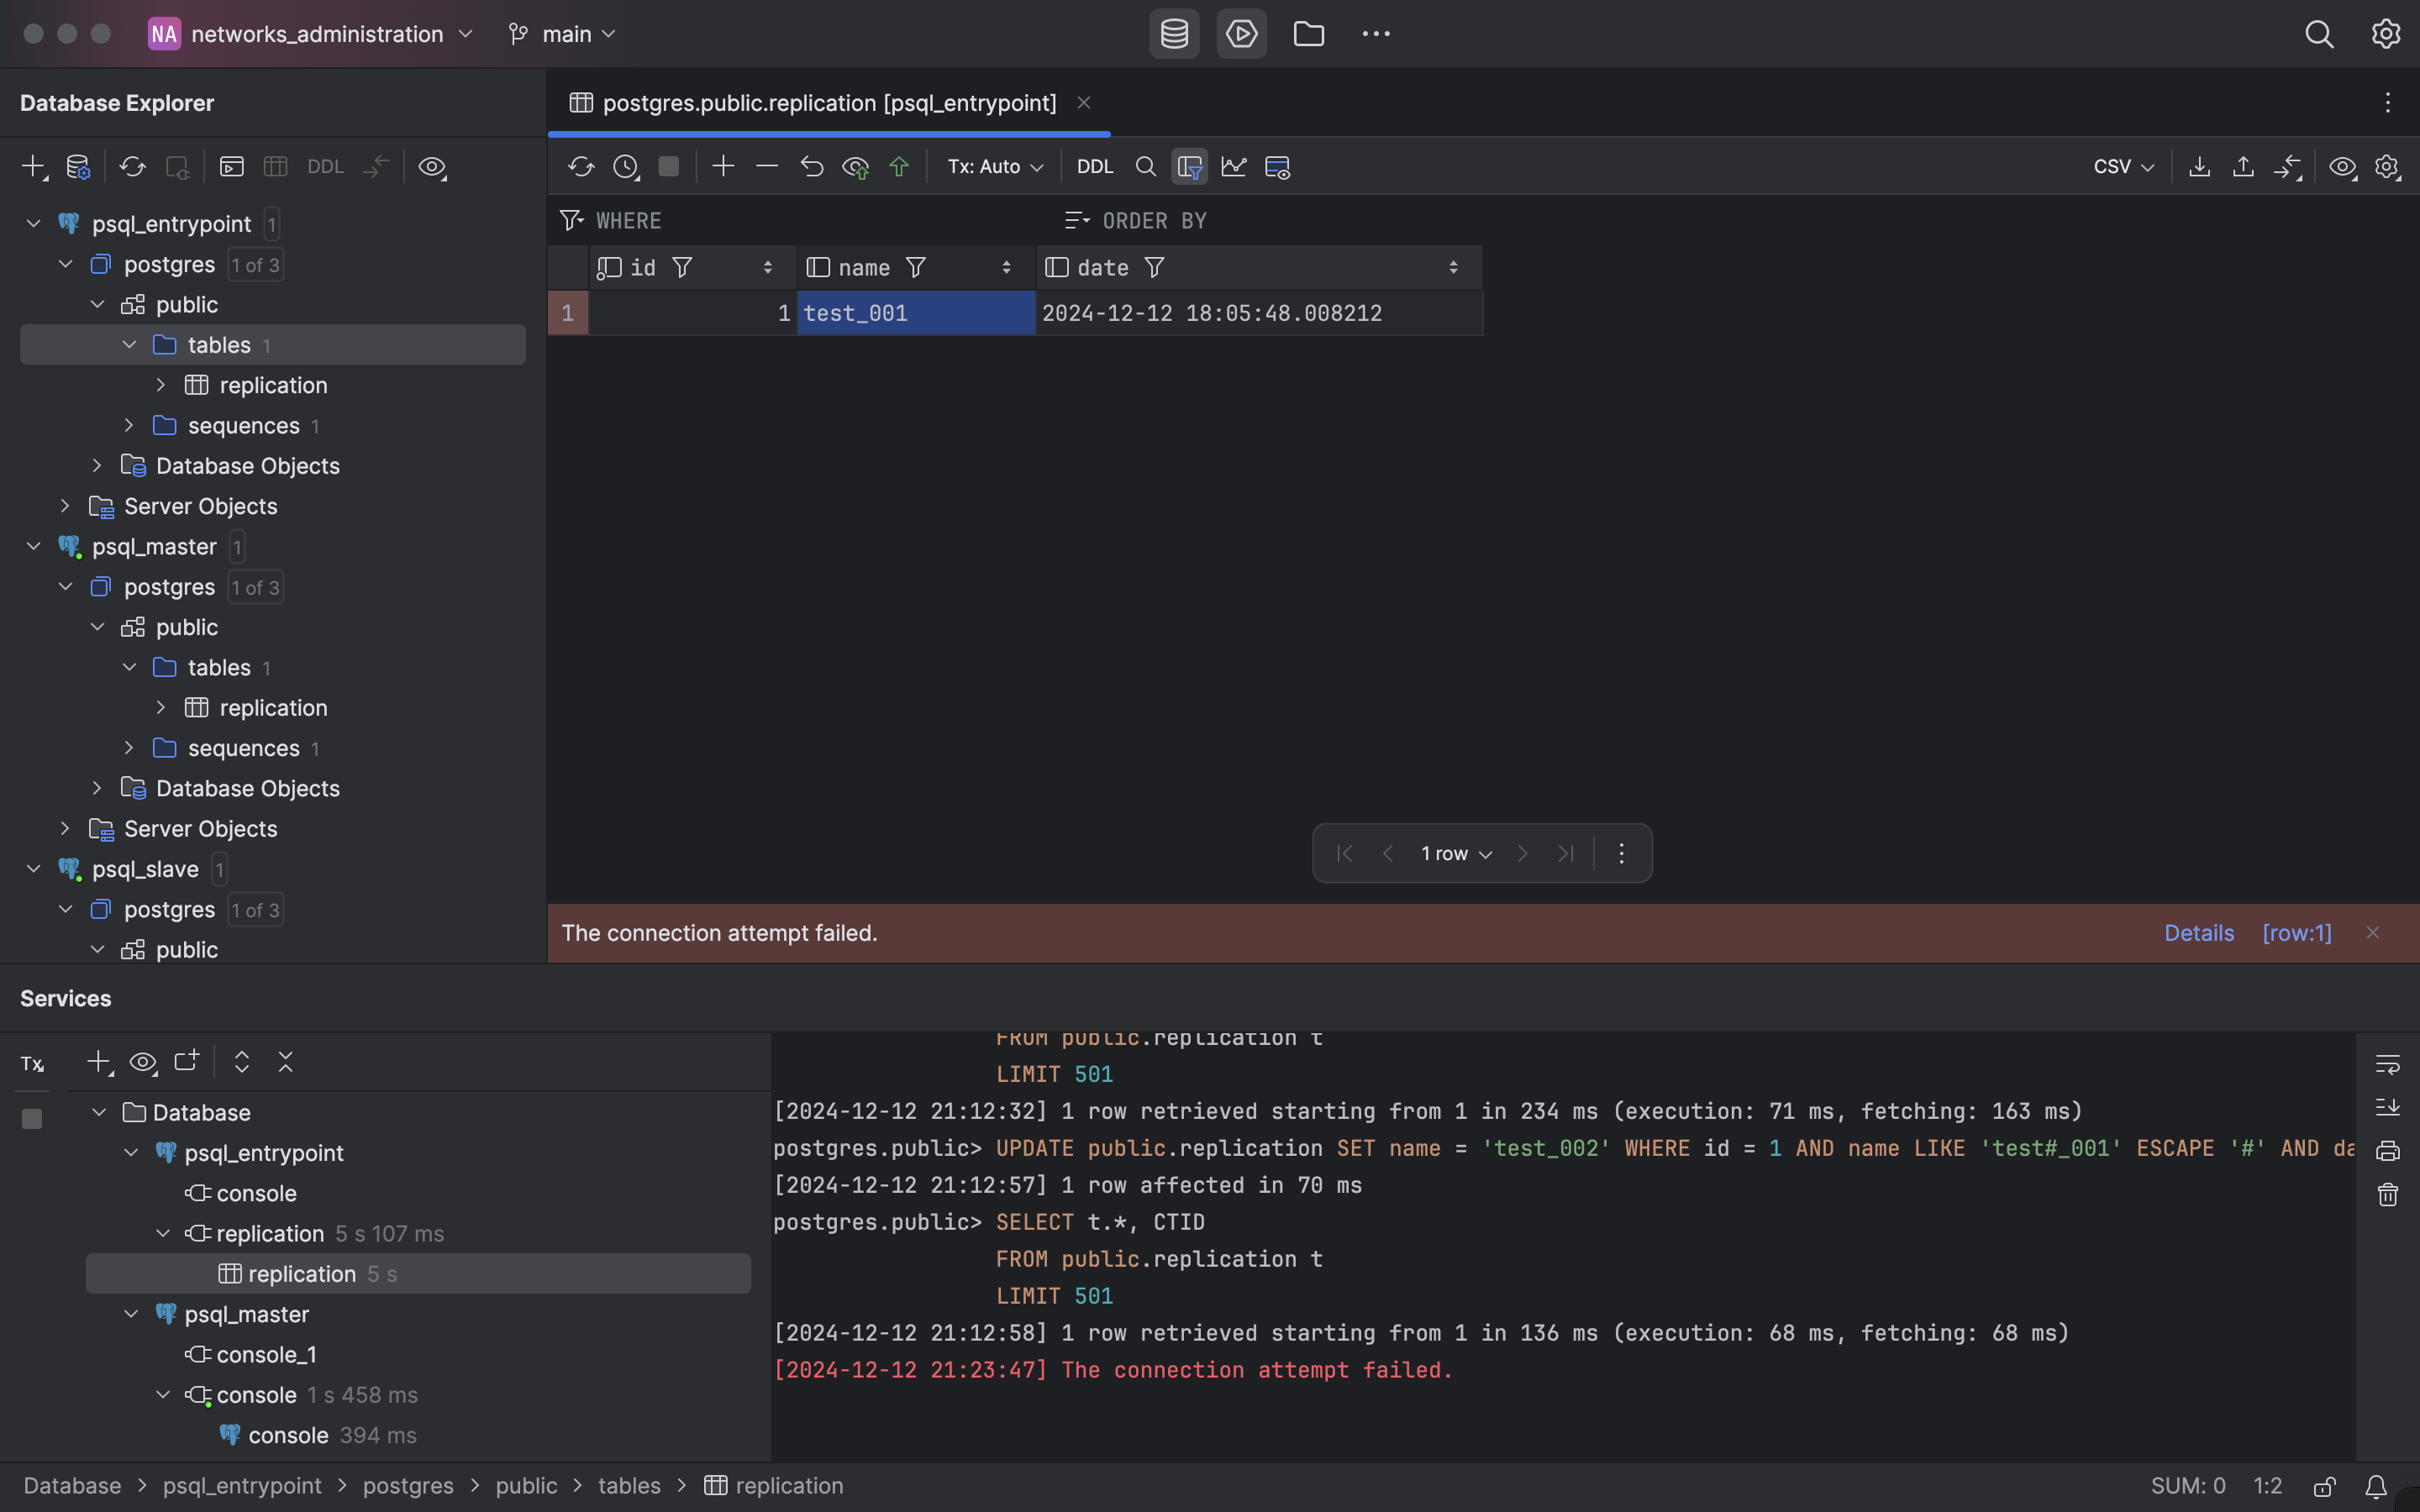 NA networks_administration main
Database Explorer
postgres.public.replication [psql_entrypoint]
DDL
Tx: Auto DDL CSV
psql_entrypoint 1
postgres 1 of 3
public
tables 1
replication
sequences 1
Database Objects
Server Objects
psql_master 1
postgres 1 of 3
public
tables 1
replication
sequences 1
Database Objects
Server Objects
psql_slave 1
postgres 1 of 3
public
WHERE ORDER BY
id name date
1 1 test_001 2024-12-12 18:05:48.008212
1 row
The connection attempt failed. Details [row:1]
Services
Tx
Database
psql_entrypoint
console
replication 5 s 107 ms
replication 5 s
psql_master
console_1
console 1 s 458 ms
console 394 ms
FROM public.replication t
LIMIT 501
[2024-12-12 21:12:32] 1 row retrieved starting from 1 in 234 ms (execution: 71 ms, fetching: 163 ms)
postgres.public> UPDATE public.replication SET name = 'test_002' WHERE id = 1 AND name LIKE 'test#_001' ESCAPE '#' AND da
[2024-12-12 21:12:57] 1 row affected in 70 ms
postgres.public> SELECT t.*, CTID
FROM public.replication t
LIMIT 501
[2024-12-12 21:12:58] 1 row retrieved starting from 1 in 136 ms (execution: 68 ms, fetching: 68 ms)
[2024-12-12 21:23:47] The connection attempt failed.
Database > psql_entrypoint > postgres > public > tables > replication
SUM: 0 1:2